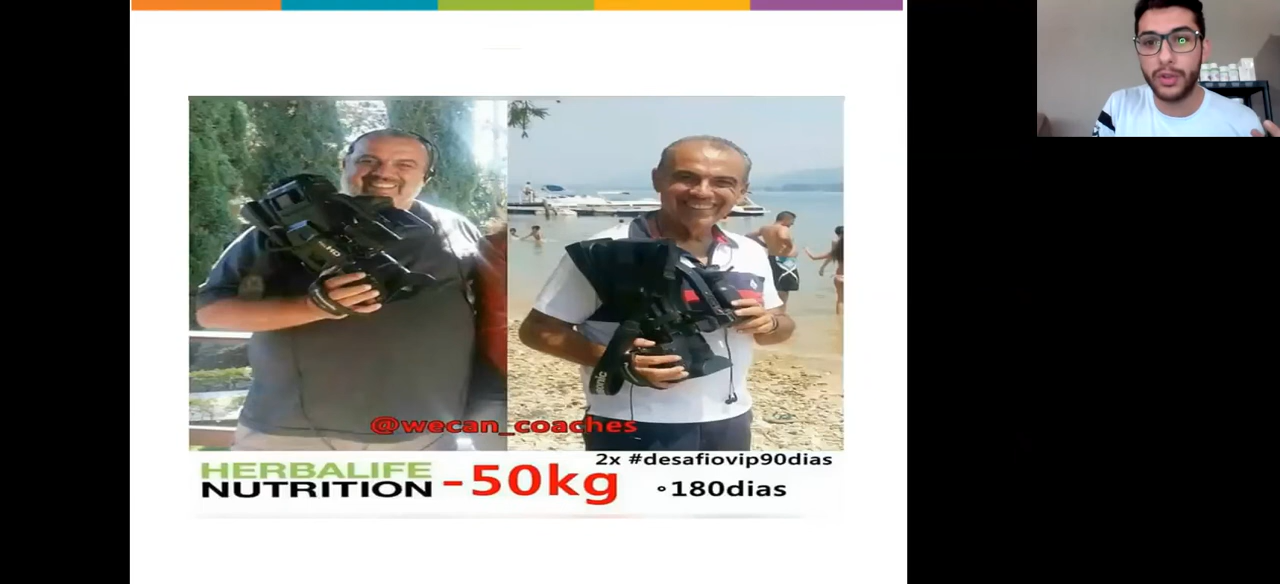 @wecan_coaches
HERBALIFE
NUTRITION
-50kg
2x #desafiovip90dias
°180dias